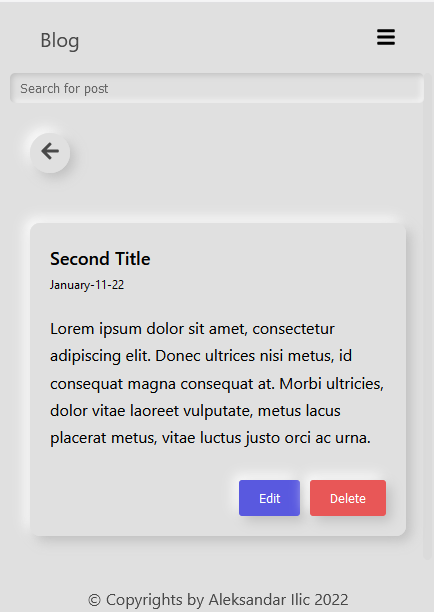 Blog
Search for post
Second Title
January-11-22
Lorem ipsum dolor sit amet, consectetur
adipiscing elit. Donec ultrices nisi metus, id
consequat magna consequat at. Morbi ultricies,
dolor vitae laoreet vulputate, metus lacus
placerat metus, vitae luctus justo orci ac urna.
Edit Delete
© Copyrights by Aleksandar Ilic 2022